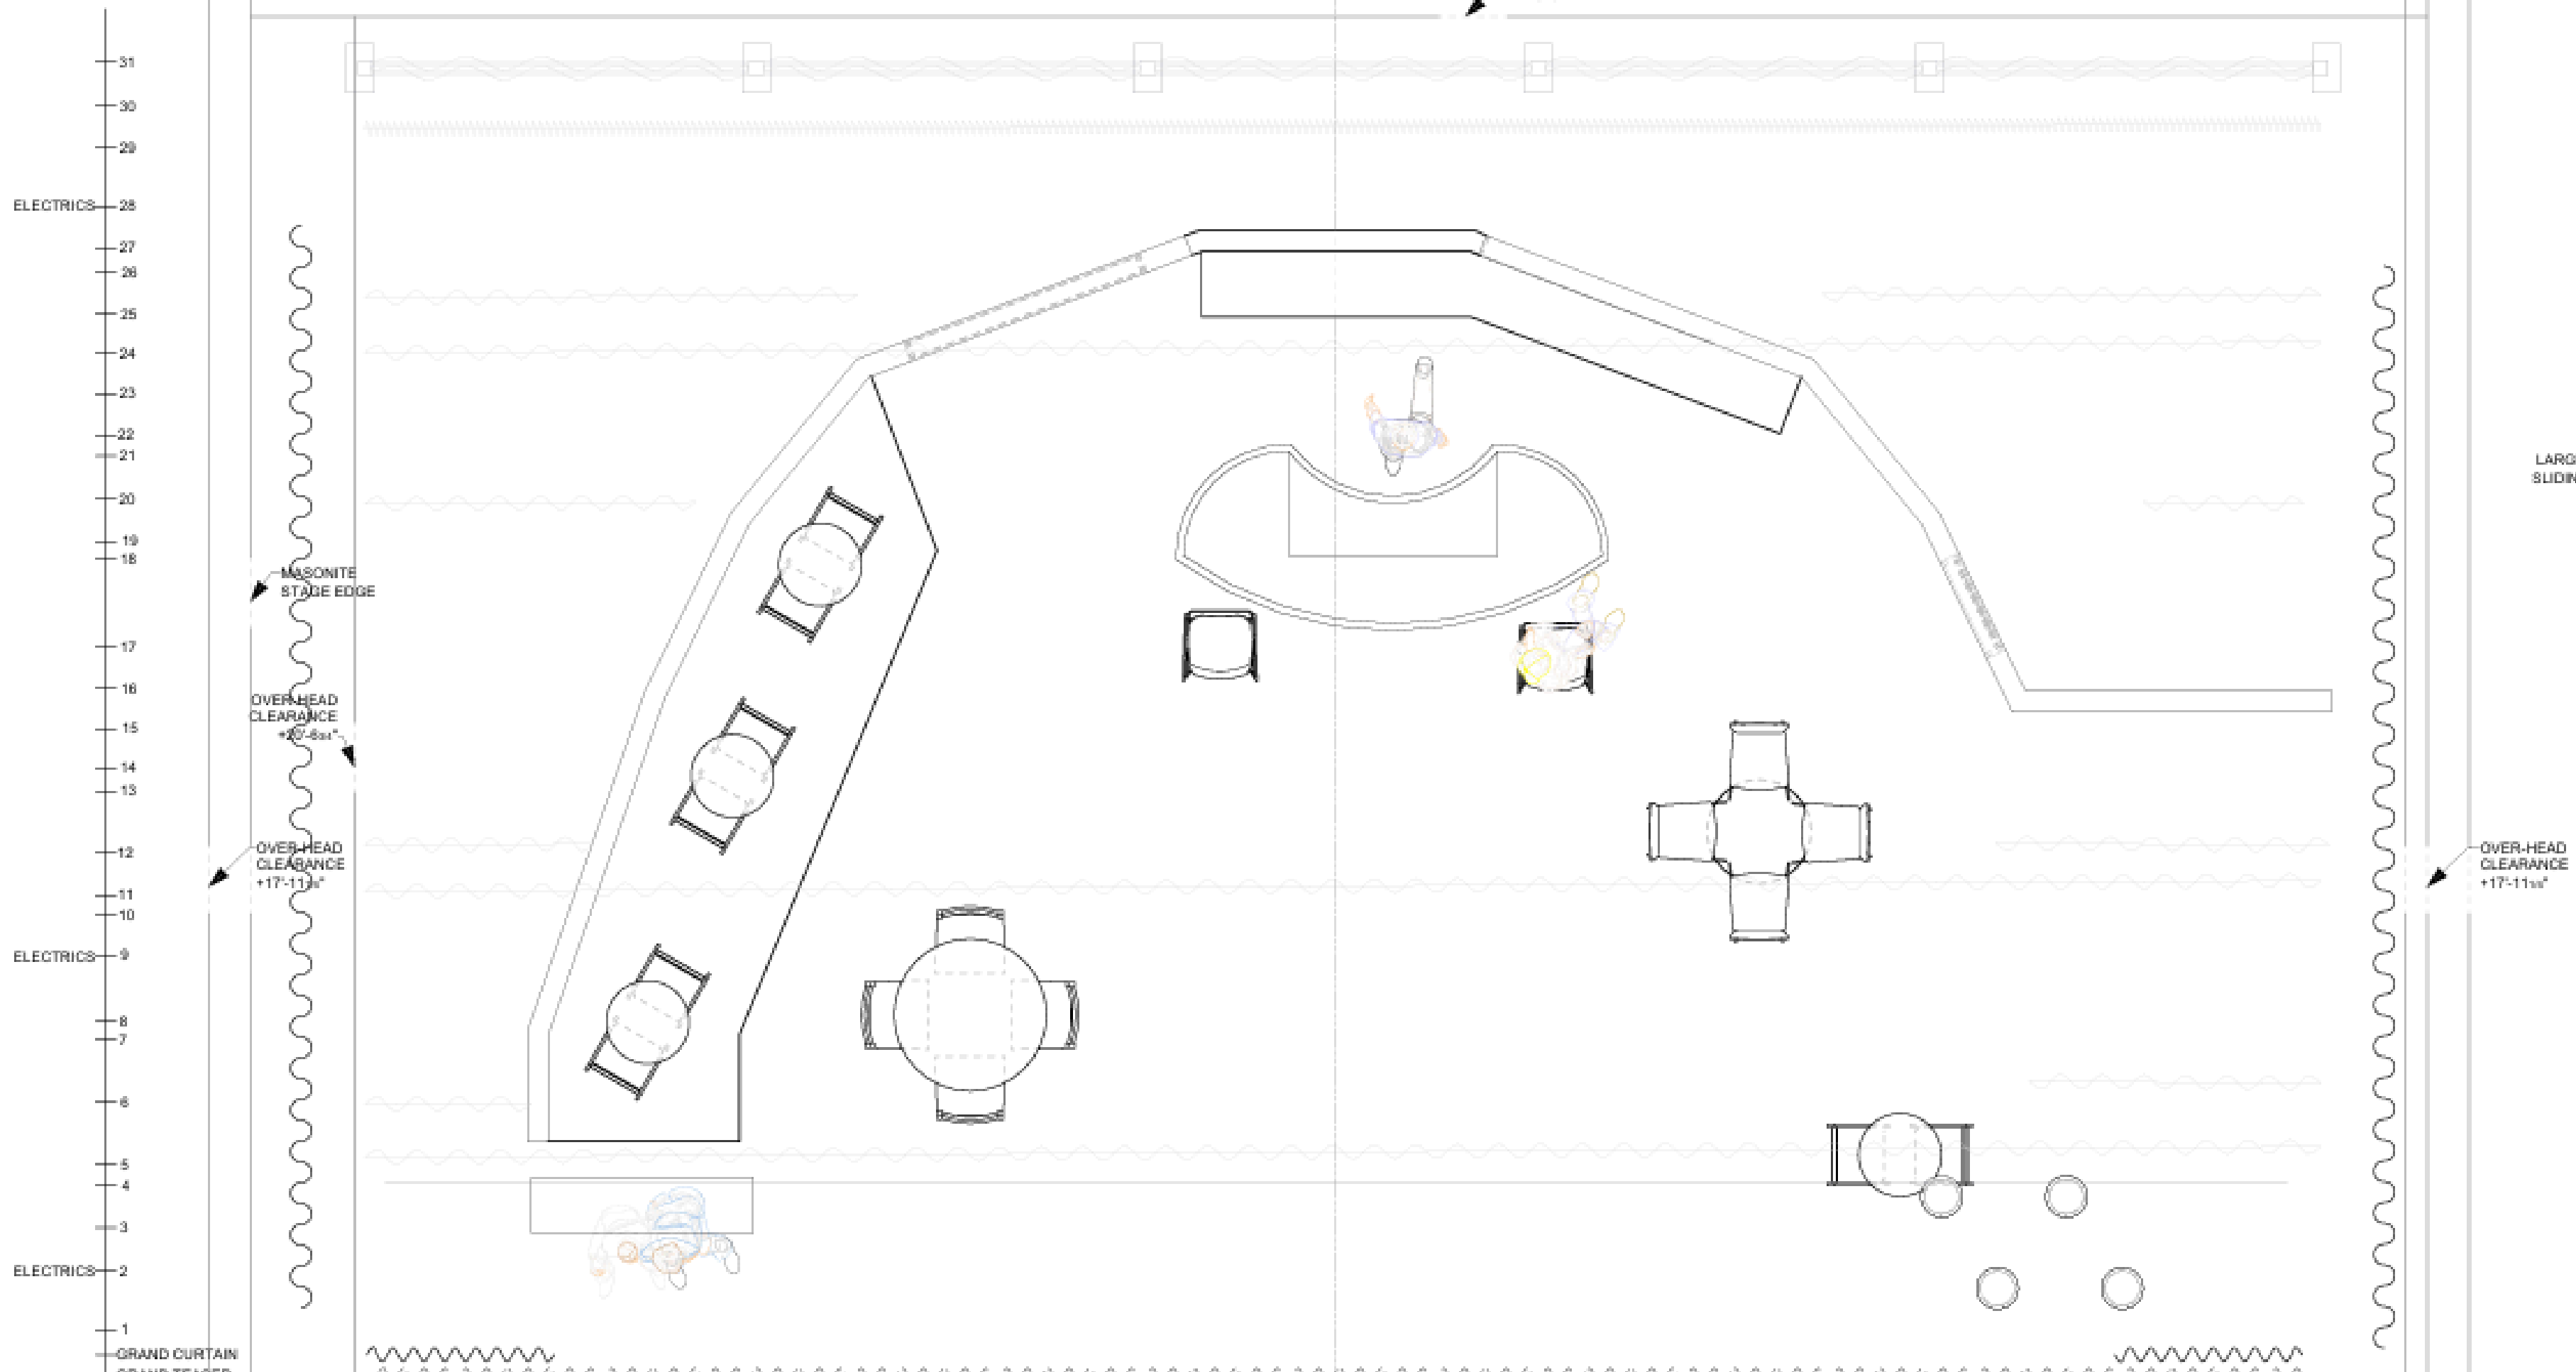 31
30
29
ELECTRICS 28
27
26
25
24
23
22
21
20
19
18
MASONITE
STAGE EDGE
17
16
OVER-HEAD
CLEARANCE
15
14
13
12
OVER-HEAD
CLEARANCE
11
10
ELECTRICS 9
8
7
6
5
4
3
ELECTRICS 2
1
GRAND CURTAIN
LARG
SLIDIN
OVER-HEAD
CLEARANCE